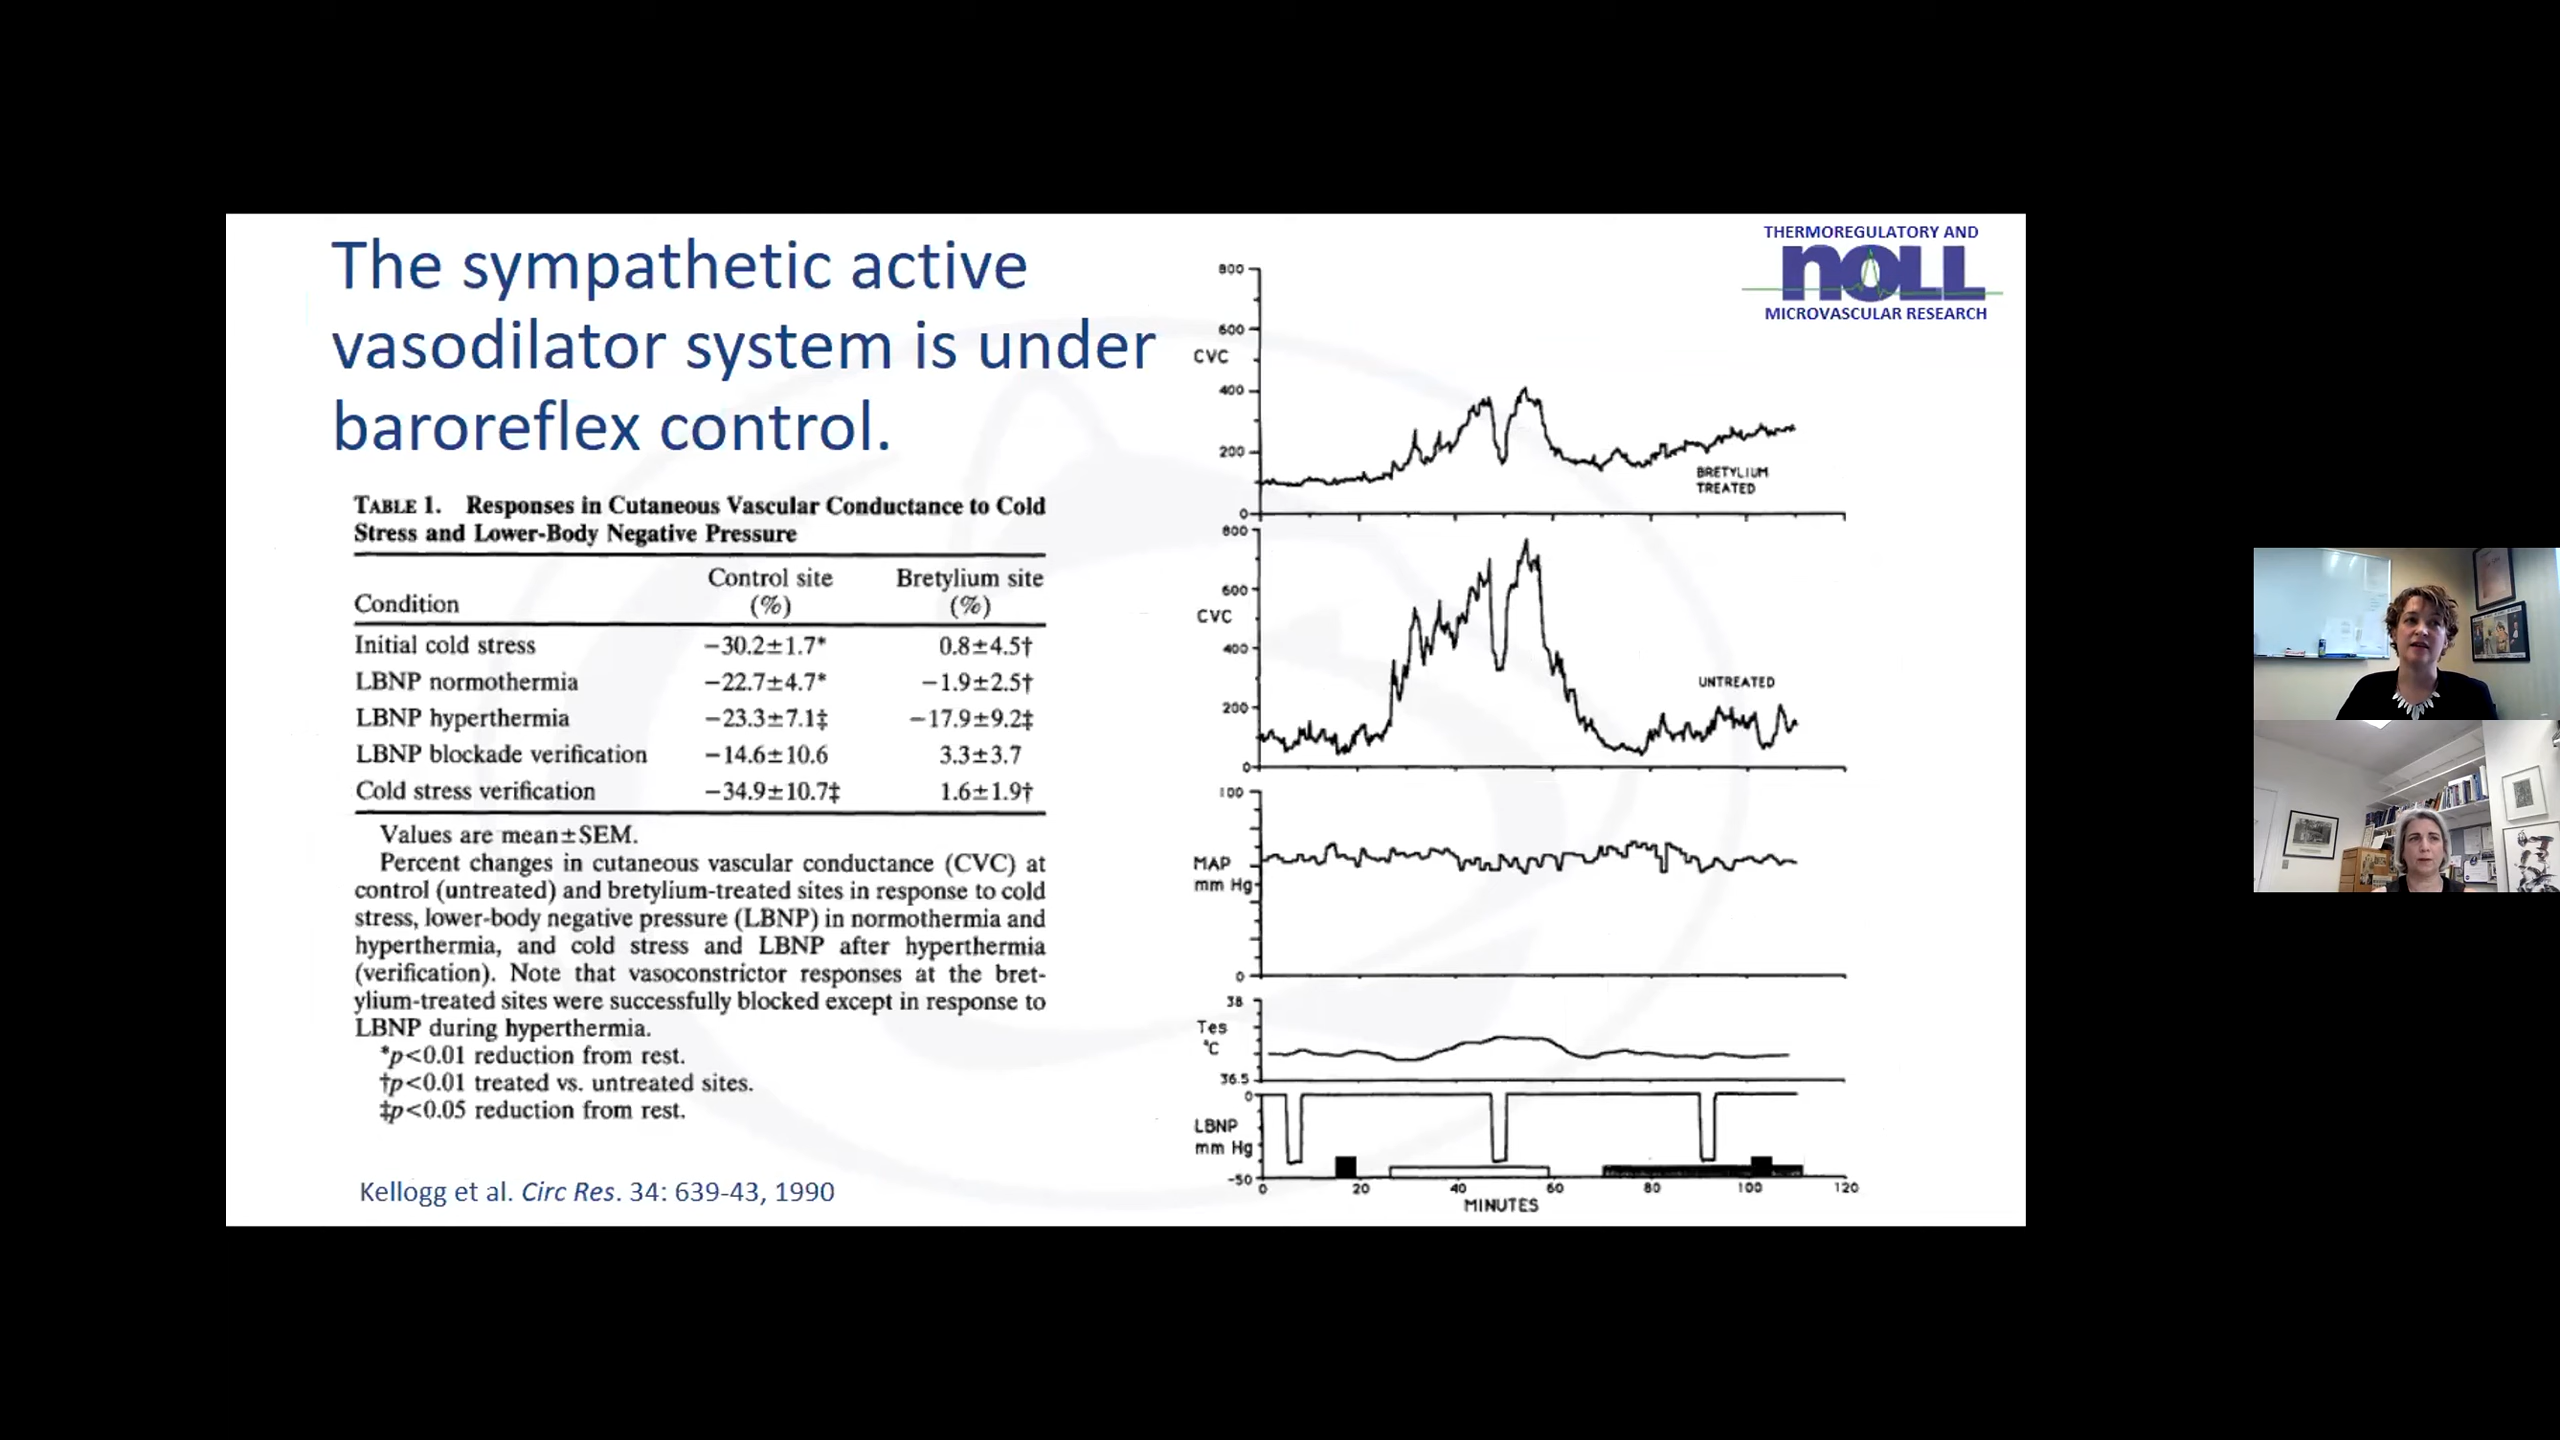 The sympathetic active
vasodilator system is under
baroreflex control.
TABLE 1. Responses in Cutaneous Vascular Conductance to Cold
Stress and Lower-Body Negative Pressure
Control site Bretylium site
Condition (%) (%)
Initial cold stress −30.2±1.7* 0.8±4.5†
LBNP normothermia −22.7±4.7* −1.9±2.5†
LBNP hyperthermia −23.3±7.1‡ −17.9±9.2‡
LBNP blockade verification −14.6±10.6 3.3±3.7
Cold stress verification −34.9±10.7‡ 1.6±1.9†
Values are mean±SEM.
Percent changes in cutaneous vascular conductance (CVC) at
control (untreated) and bretylium-treated sites in response to cold
stress, lower-body negative pressure (LBNP) in normothermia and
hyperthermia, and cold stress and LBNP after hyperthermia
(verification). Note that vasoconstrictor responses at the bret-
ylium-treated sites were successfully blocked except in response to
LBNP during hyperthermia.
*p<0.01 reduction from rest.
†p<0.01 treated vs. untreated sites.
‡p<0.05 reduction from rest.
Kellogg et al. Circ Res. 34: 639-43, 1990
THERMOREGULATORY AND
noLL
MICROVASCULAR RESEARCH
800
600
CVC
400
200
BRETYLIUM
TREATED
0
800
600
CVC
400
UNTREATED
200
0
100
MAP
mm Hg
0
38
Tes
°C
36.5
0
LBNP
mm Hg
-50
0 20 40 60 80 100 120
MINUTES